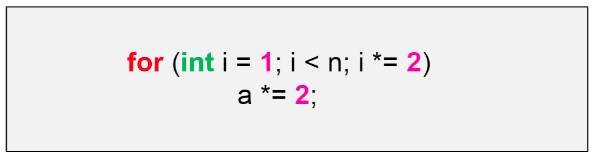 for (int i = 1; i < n; i *= 2)
a *= 2;